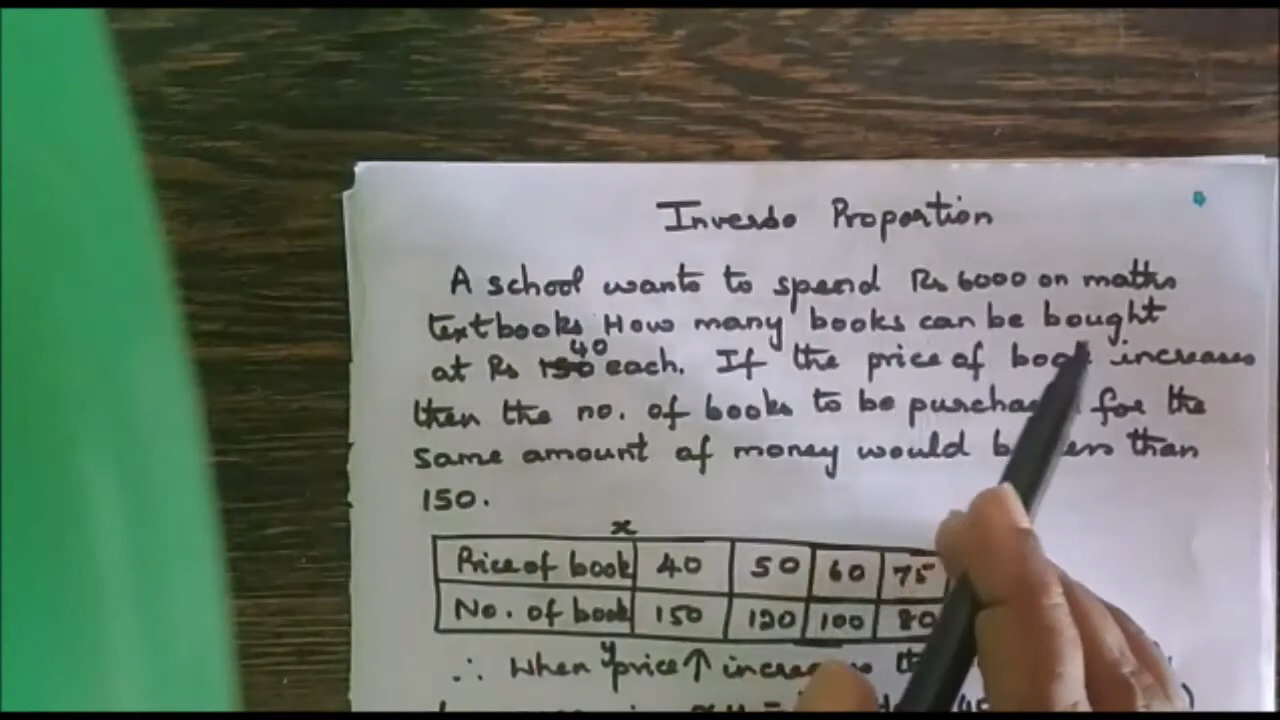 Inverse Proportion
A school wants to spend Rs 6000 on maths
textbooks. How many books can be bought
at Rs 40 each. If the price of book increases
then the no. of books to be purchased for the
same amount of money would be less than
150.
x
Price of book 40 50 60 75
No. of book 150 120 100 80
y
∴ When price ↑ increases